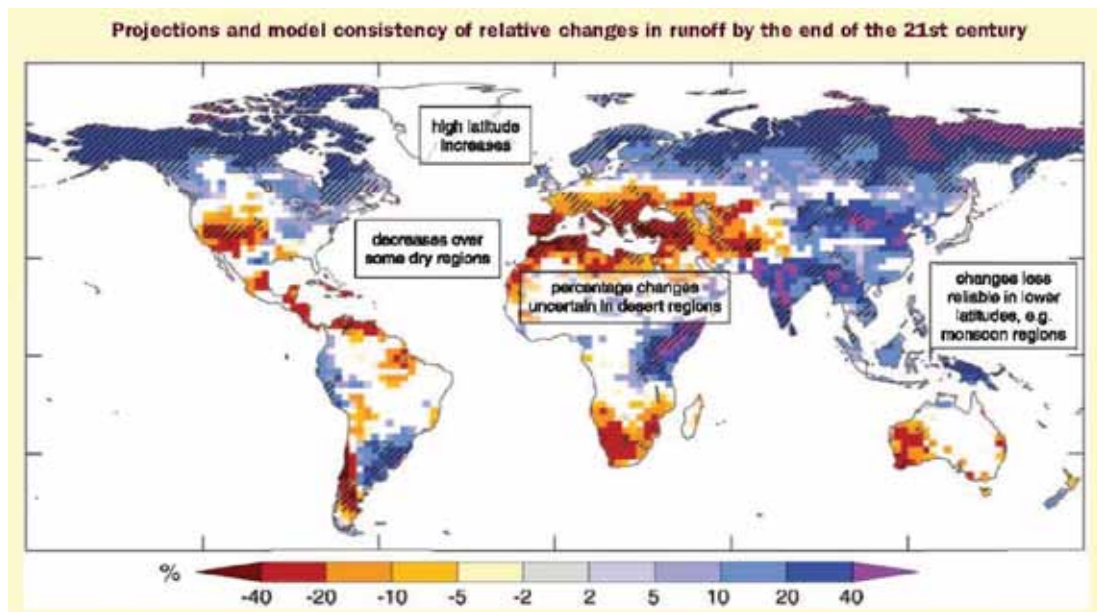 Projections and model consistency of relative changes in runoff by the end of the 21st century
high latitude
increases
decreases over
some dry regions
percentage changes
uncertain in desert regions
changes less
reliable in lower
latitudes, e.g.
monsoon regions
%
-40 -20 -10 -5 -2 2 5 10 20 40